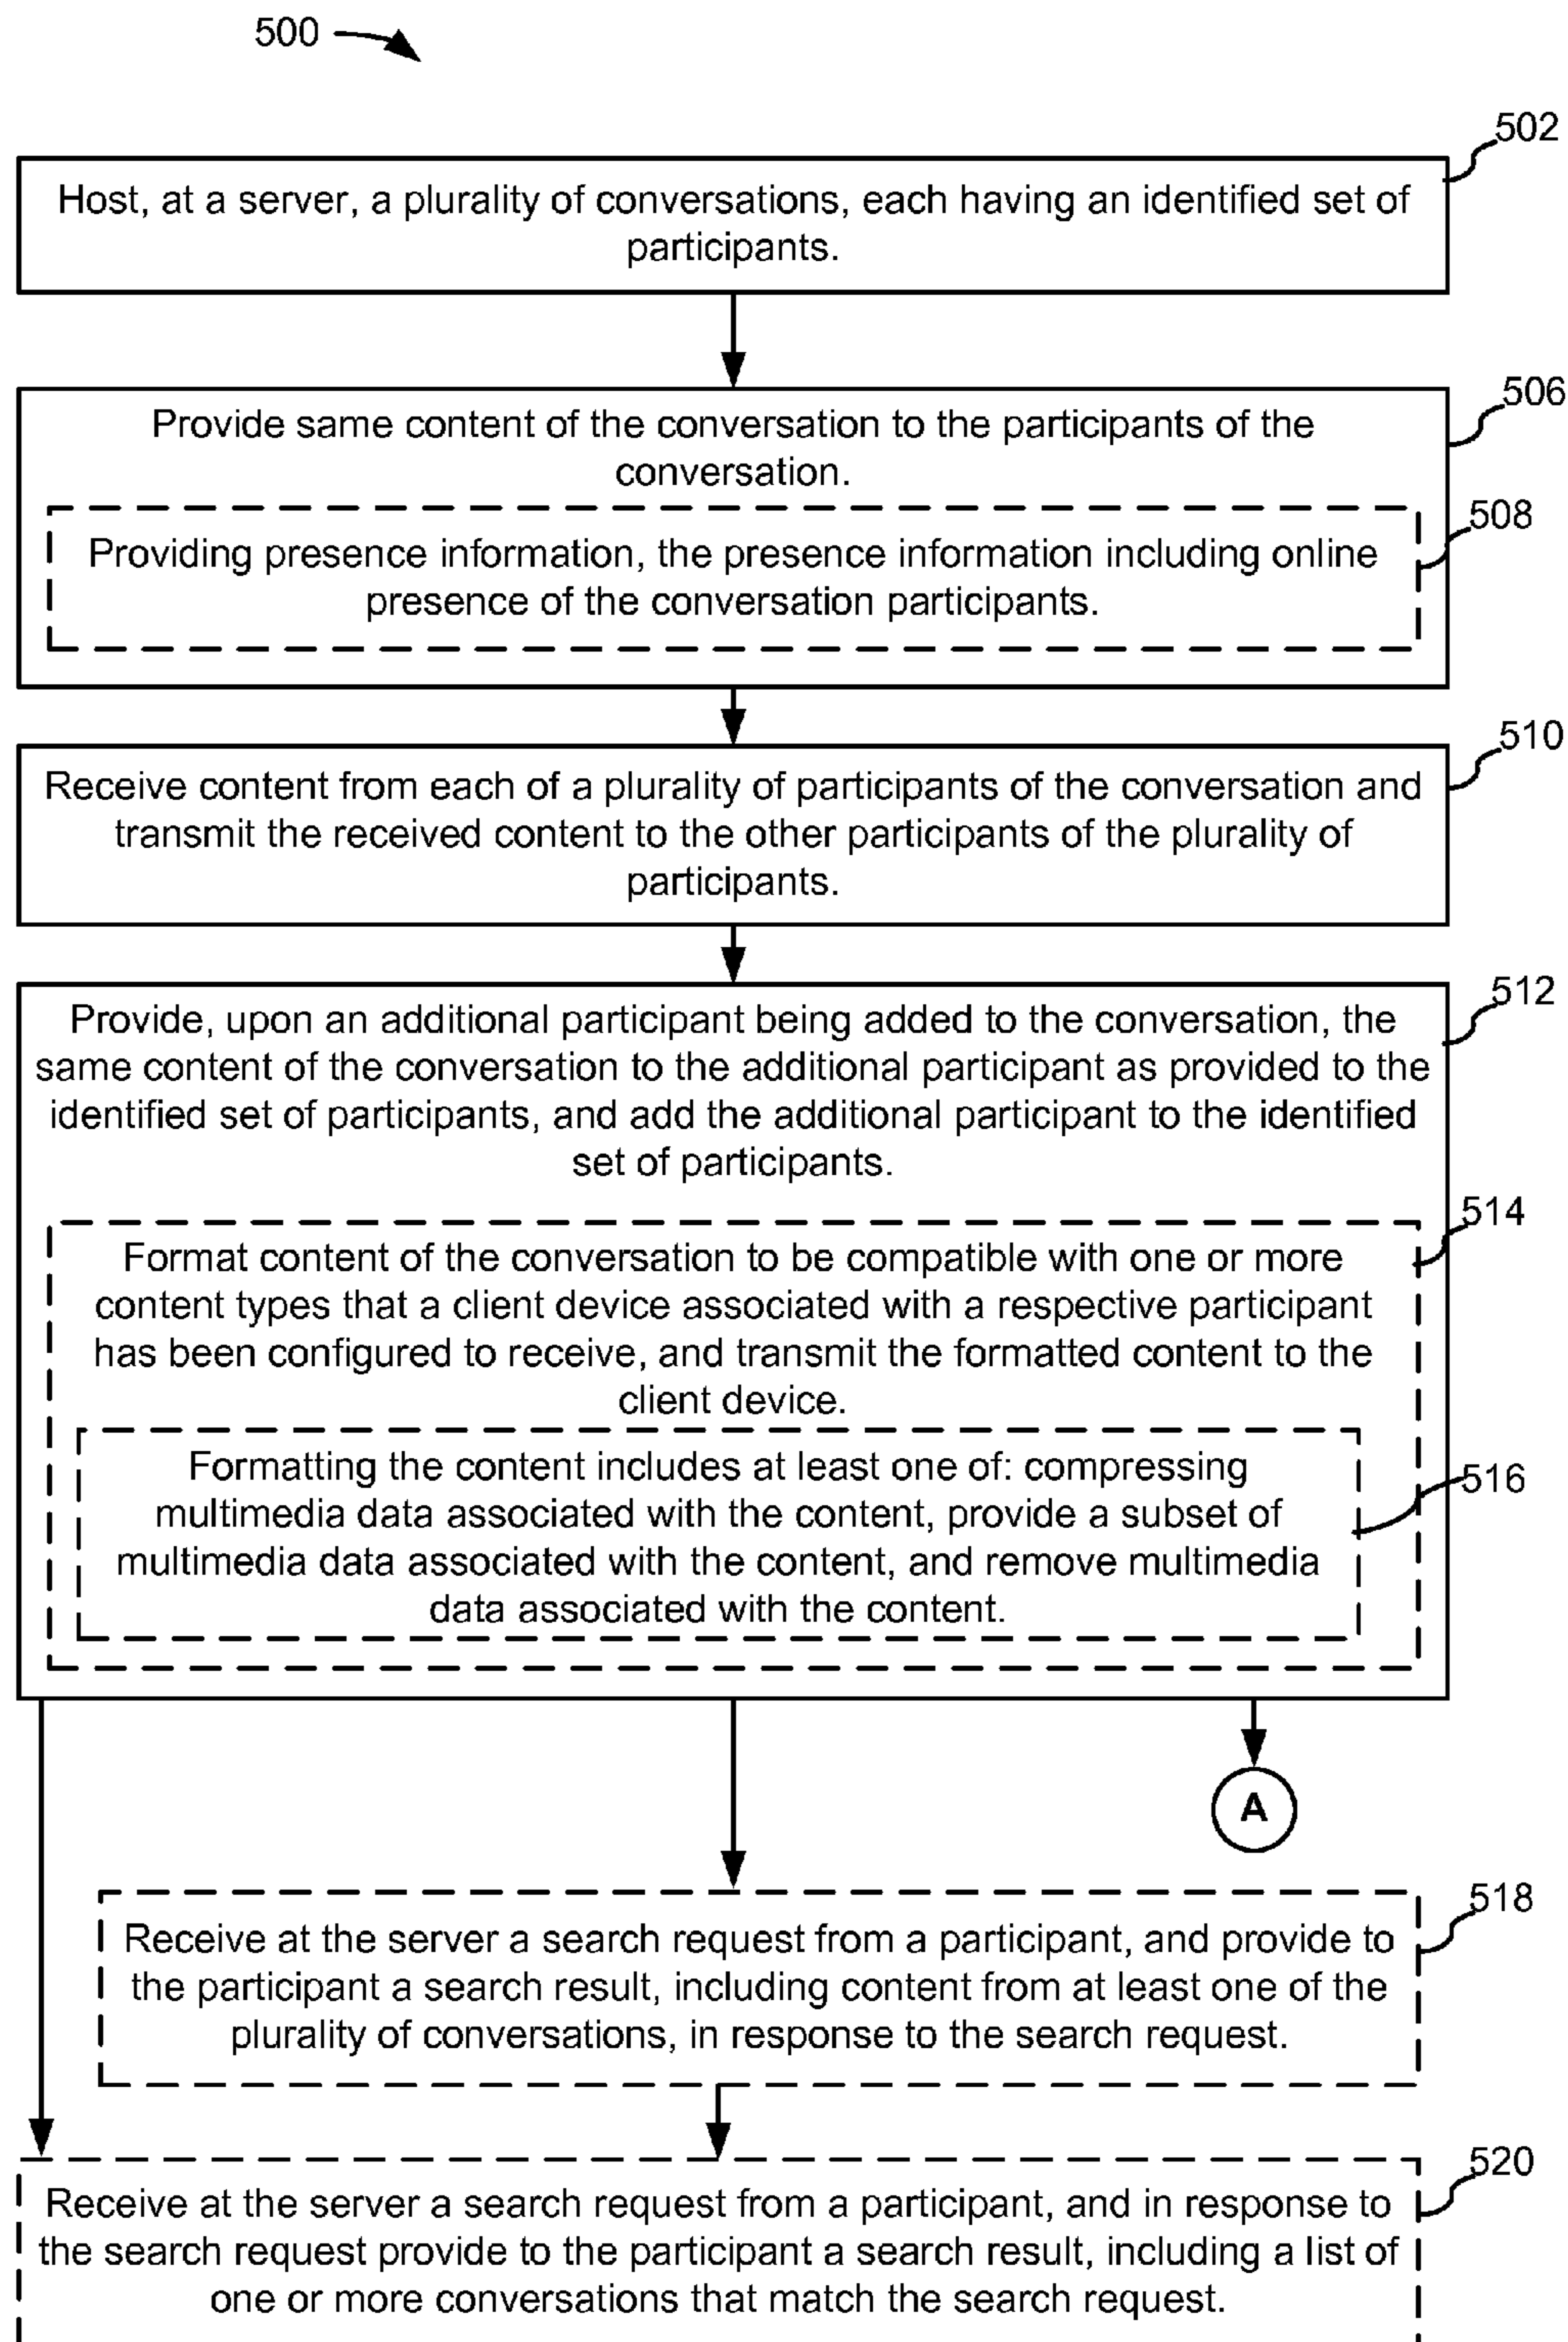 500
502
Host, at a server, a plurality of conversations, each having an identified set of
participants.
506
Provide same content of the conversation to the participants of the
conversation.
508
Providing presence information, the presence information including online
presence of the conversation participants.
510
Receive content from each of a plurality of participants of the conversation and
transmit the received content to the other participants of the plurality of
participants.
512
Provide, upon an additional participant being added to the conversation, the
same content of the conversation to the additional participant as provided to the
identified set of participants, and add the additional participant to the identified
set of participants.
514
Format content of the conversation to be compatible with one or more
content types that a client device associated with a respective participant
has been configured to receive, and transmit the formatted content to the
client device.
516
Formatting the content includes at least one of: compressing
multimedia data associated with the content, provide a subset of
multimedia data associated with the content, and remove multimedia
data associated with the content.
A
518
Receive at the server a search request from a participant, and provide to
the participant a search result, including content from at least one of the
plurality of conversations, in response to the search request.
520
Receive at the server a search request from a participant, and in response to
the search request provide to the participant a search result, including a list of
one or more conversations that match the search request.